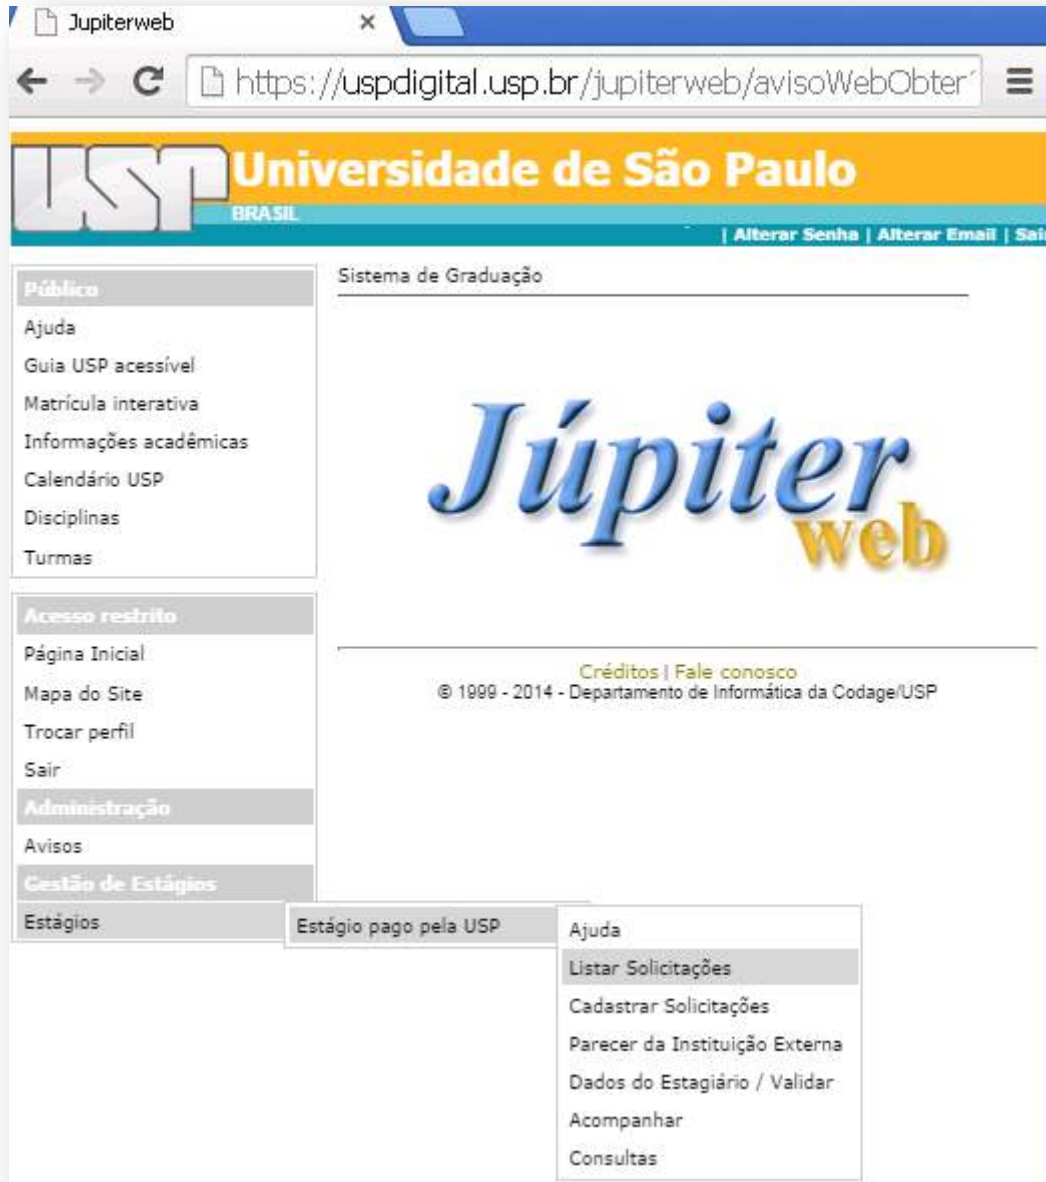 Jupiterweb
https://uspdigital.usp.br/jupiterweb/avisoWebObter
USP
Universidade de São Paulo
BRASIL
| Alterar Senha | Alterar Email | Sair
Público
Ajuda
Guia USP acessível
Matrícula interativa
Informações acadêmicas
Calendário USP
Disciplinas
Turmas
Acesso restrito
Página Inicial
Mapa do Site
Trocar perfil
Sair
Administração
Avisos
Gestão de Estágios
Estágios
Sistema de Graduação
Júpiter
web
Créditos | Fale conosco
© 1999 - 2014 - Departamento de Informática da Codage/USP
Estágio pago pela USP
Ajuda
Listar Solicitações
Cadastrar Solicitações
Parecer da Instituição Externa
Dados do Estagiário / Validar
Acompanhar
Consultas